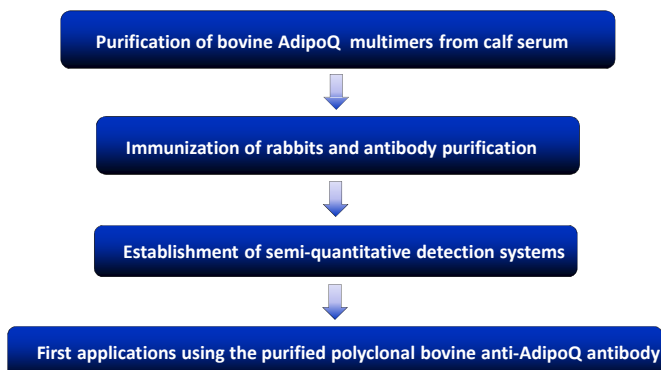 Purification of bovine AdipoQ multimers from calf serum
Immunization of rabbits and antibody purification
Establishment of semi-quantitative detection systems
First applications using the purified polyclonal bovine anti-AdipoQ antibody